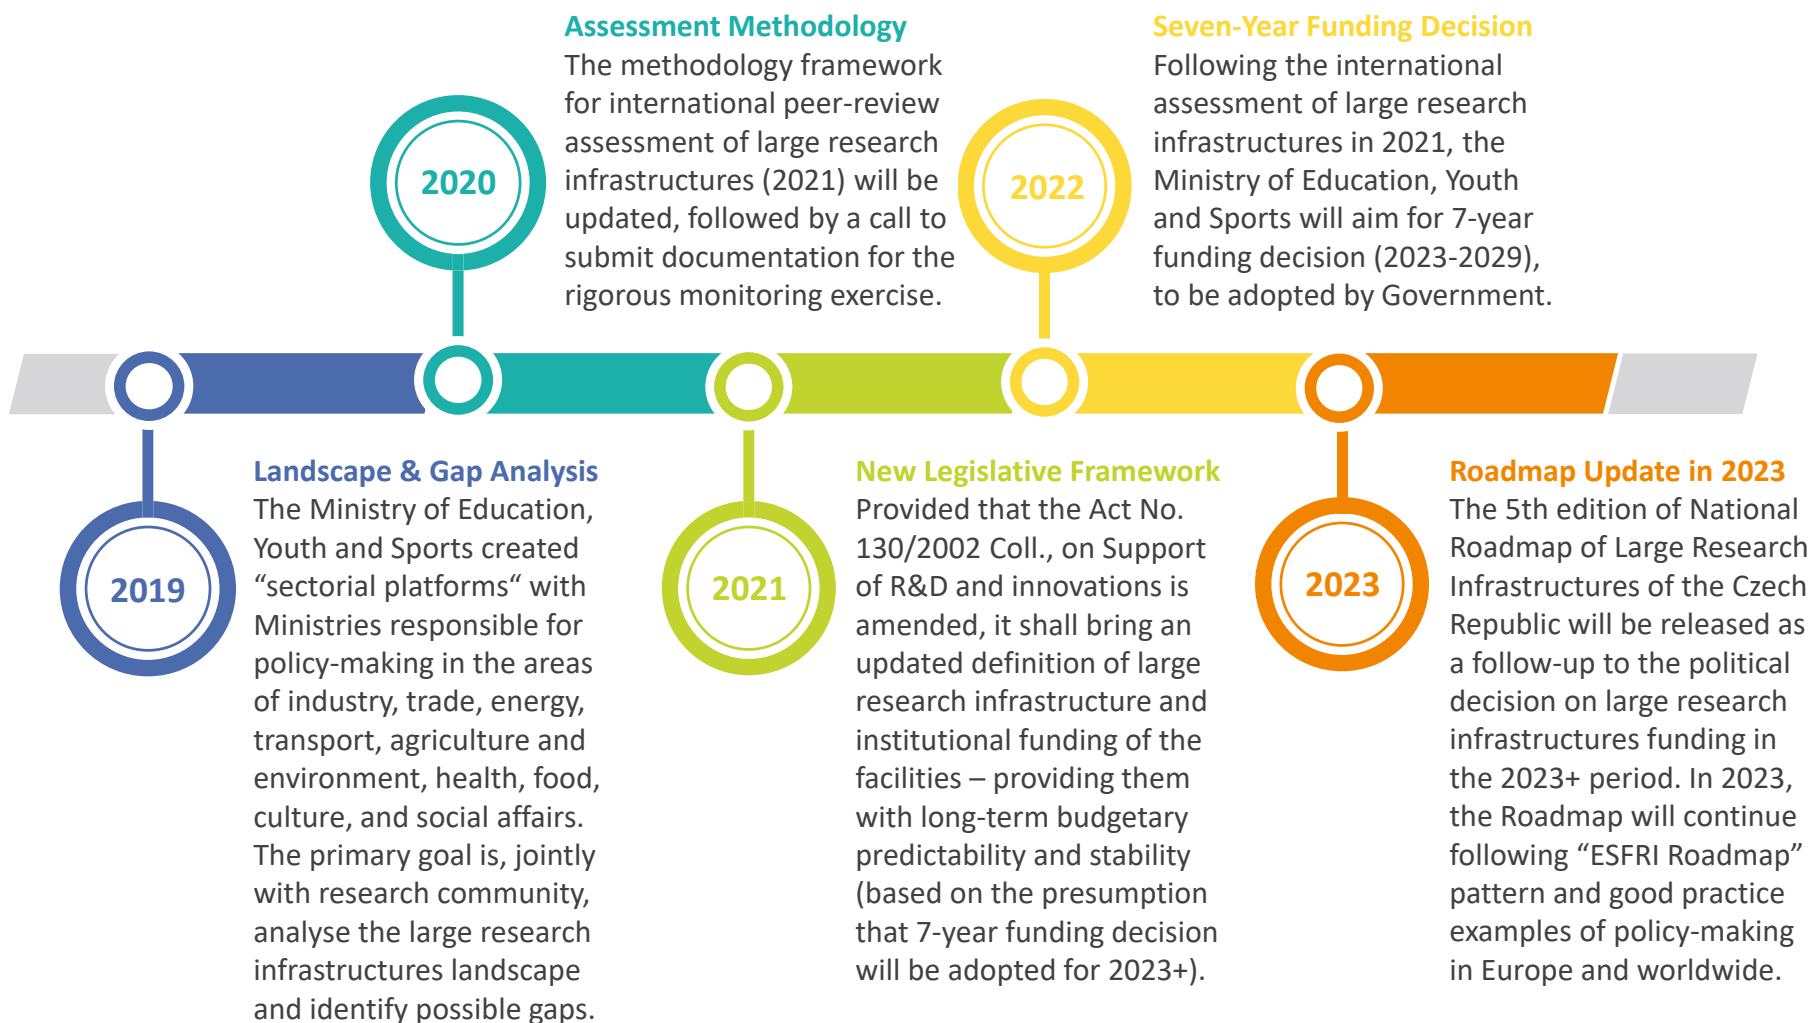 Assessment Methodology
The methodology framework
for international peer-review
assessment of large research
infrastructures (2021) will be
updated, followed by a call to
submit documentation for the
rigorous monitoring exercise.
2020
Seven-Year Funding Decision
Following the international
assessment of large research
infrastructures in 2021, the
Ministry of Education, Youth
and Sports will aim for 7-year
funding decision (2023-2029),
to be adopted by Government.
2022
2019
Landscape & Gap Analysis
The Ministry of Education,
Youth and Sports created
“sectorial platforms“ with
Ministries responsible for
policy-making in the areas
of industry, trade, energy,
transport, agriculture and
environment, health, food,
culture, and social affairs.
The primary goal is, jointly
with research community,
analyse the large research
infrastructures landscape
and identify possible gaps.
2021
New Legislative Framework
Provided that the Act No.
130/2002 Coll., on Support
of R&D and innovations is
amended, it shall bring an
updated definition of large
research infrastructure and
institutional funding of the
facilities – providing them
with long-term budgetary
predictability and stability
(based on the presumption
that 7-year funding decision
will be adopted for 2023+).
2023
Roadmap Update in 2023
The 5th edition of National
Roadmap of Large Research
Infrastructures of the Czech
Republic will be released as
a follow-up to the political
decision on large research
infrastructures funding in
the 2023+ period. In 2023,
the Roadmap will continue
following “ESFRI Roadmap”
pattern and good practice
examples of policy-making
in Europe and worldwide.